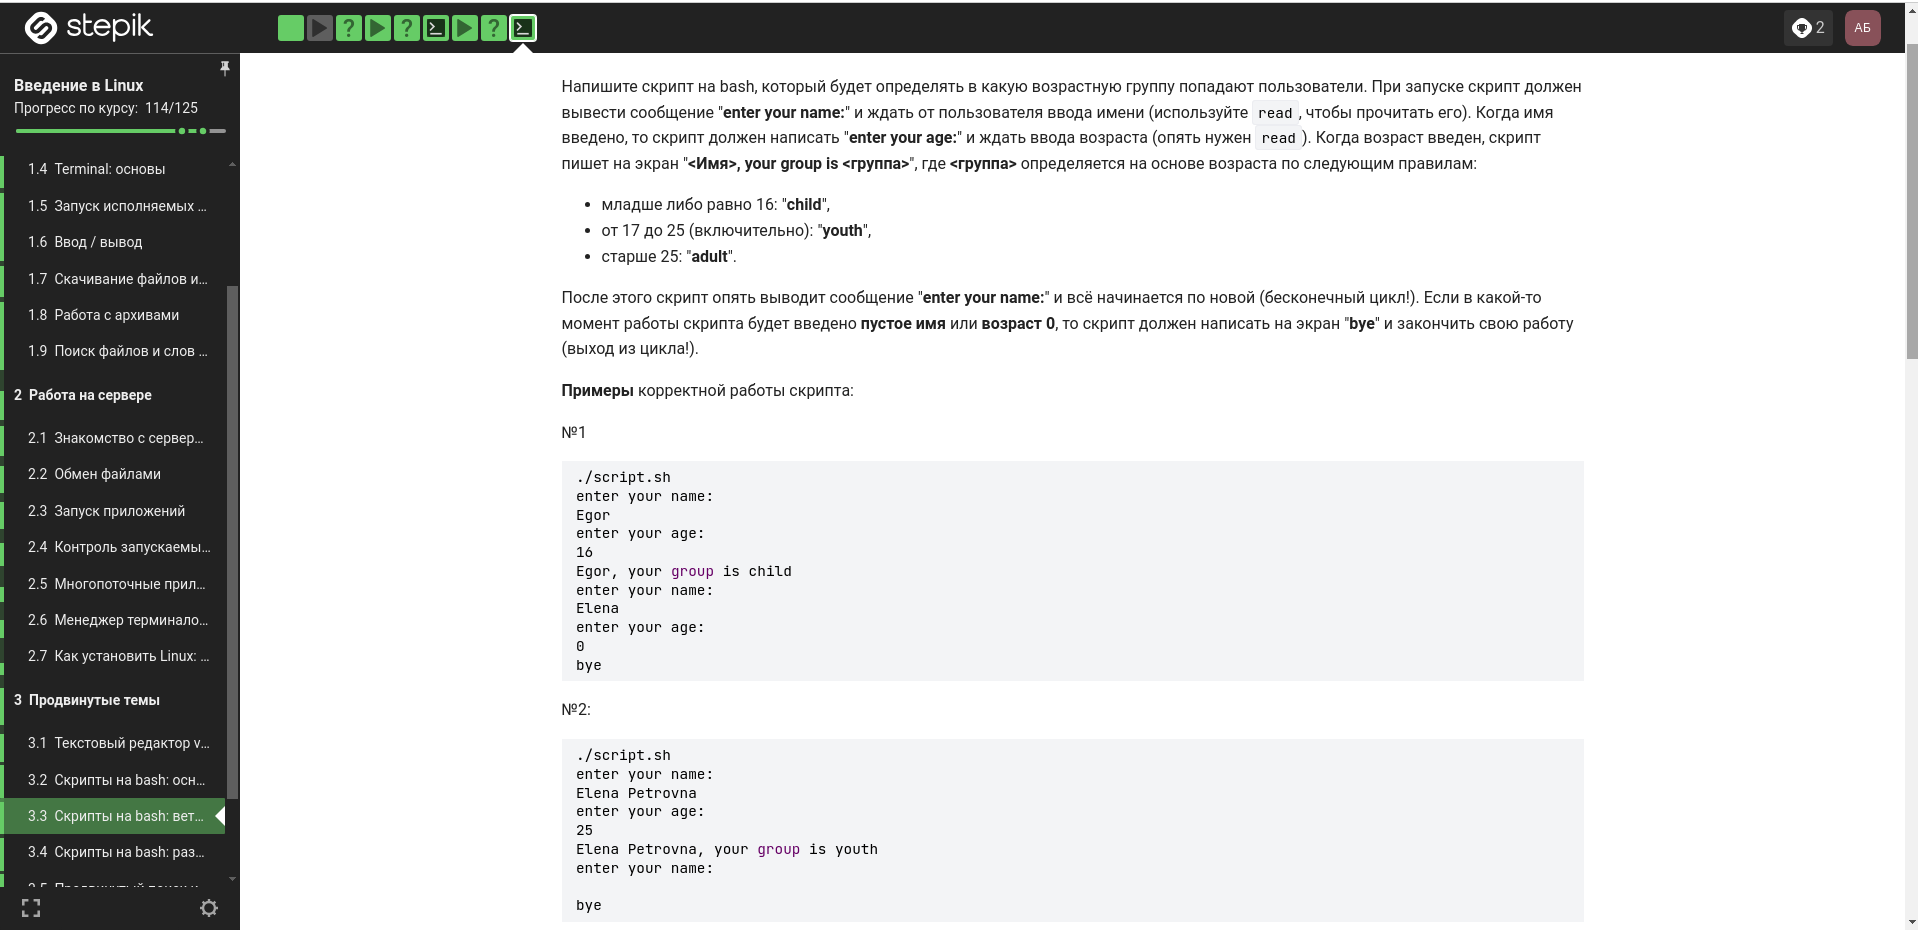 stepik
2
АБ
Введение в Linux
Прогресс по курсу: 114/125
1.4 Terminal: основы
1.5 Запуск исполняемых ...
1.6 Ввод / вывод
1.7 Скачивание файлов и...
1.8 Работа с архивами
1.9 Поиск файлов и слов ...
2 Работа на сервере
2.1 Знакомство с сервер...
2.2 Обмен файлами
2.3 Запуск приложений
2.4 Контроль запускаемы...
2.5 Многопоточные прил...
2.6 Менеджер терминало...
2.7 Как установить Linux: ...
3 Продвинутые темы
3.1 Текстовый редактор v...
3.2 Скрипты на bash: осн...
3.3 Скрипты на bash: вет...
3.4 Скрипты на bash: раз...
Напишите скрипт на bash, который будет определять в какую возрастную группу попадают пользователи. При запуске скрипт должен
вывести сообщение "enter your name:" и ждать от пользователя ввода имени (используйте read, чтобы прочитать его). Когда имя
введено, то скрипт должен написать "enter your age:" и ждать ввода возраста (опять нужен read). Когда возраст введен, скрипт
пишет на экран "<Имя>, your group is <группа>", где <группа> определяется на основе возраста по следующим правилам:
• младше либо равно 16: "child",
• от 17 до 25 (включительно): "youth",
• старше 25: "adult".
После этого скрипт опять выводит сообщение "enter your name:" и всё начинается по новой (бесконечный цикл!). Если в какой-то
момент работы скрипта будет введено пустое имя или возраст 0, то скрипт должен написать на экран "bye" и закончить свою работу
(выход из цикла!).
Примеры корректной работы скрипта:
№1
./script.sh
enter your name:
Egor
enter your age:
16
Egor, your group is child
enter your name:
Elena
enter your age:
0
bye
№2:
./script.sh
enter your name:
Elena Petrovna
enter your age:
25
Elena Petrovna, your group is youth
enter your name:
bye